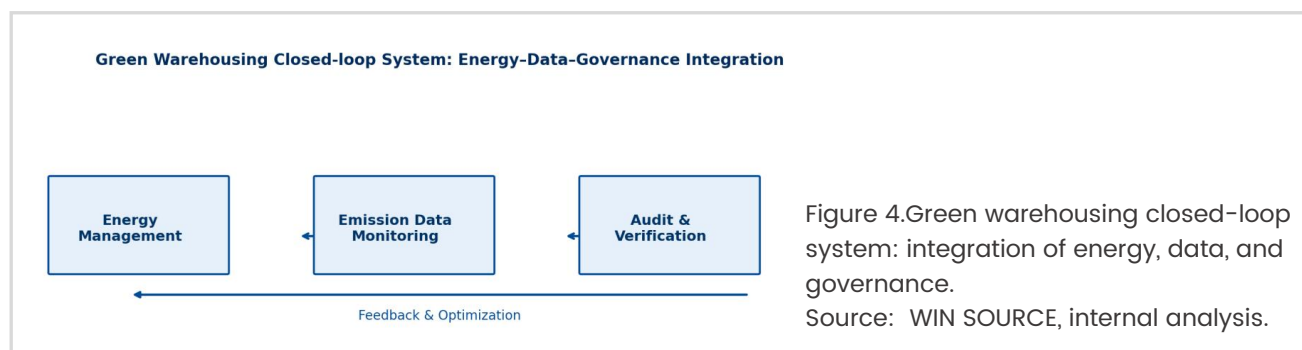 Green Warehousing Closed-loop System: Energy–Data–Governance Integration
Energy
Management
Emission Data
Monitoring
Audit &
Verification
Feedback & Optimization
Figure 4.Green warehousing closed-loop
system: integration of energy, data, and
governance.
Source:  WIN SOURCE, internal analysis.